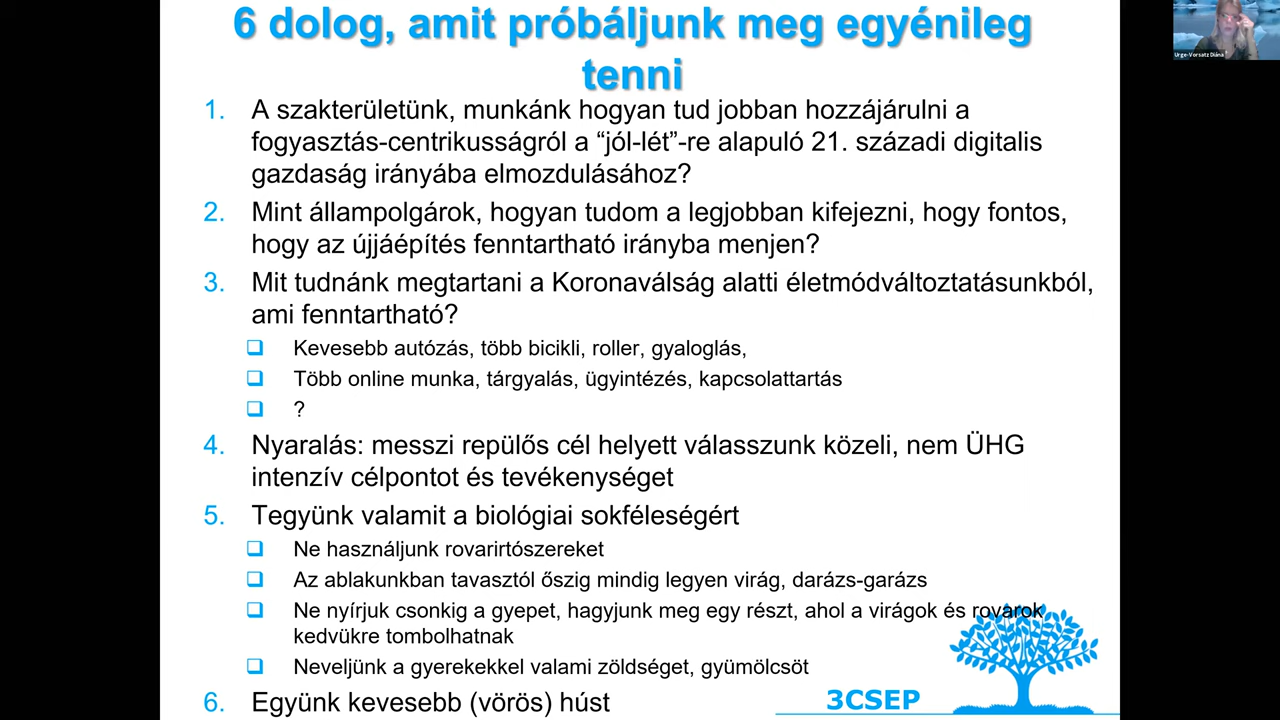 6 dolog, amit próbáljunk meg egyénileg
tenni
1. A szakterületünk, munkánk hogyan tud jobban hozzájárulni a
fogyasztás-centrikusságról a “jól-lét”-re alapuló 21. századi digitalis
gazdaság irányába elmozdulásához?
2. Mint állampolgárok, hogyan tudom a legjobban kifejezni, hogy fontos,
hogy az újjáépítés fenntartható irányba menjen?
3. Mit tudnánk megtartani a Koronaválság alatti életmódváltoztatásunkból,
ami fenntartható?
❑ Kevesebb autózás, több bicikli, roller, gyaloglás,
❑ Több online munka, tárgyalás, ügyintézés, kapcsolattartás
❑ ?
4. Nyaralás: messzi repülős cél helyett válasszunk közeli, nem ÜHG
intenzív célpontot és tevékenységet
5. Tegyünk valamit a biológiai sokféleségért
❑ Ne használjunk rovarirtószereket
❑ Az ablakunkban tavasztól őszig mindig legyen virág, darázs-garázs
❑ Ne nyírjuk csonkig a gyepet, hagyjunk meg egy részt, ahol a virágok és rovarok
kedvükre tombolhatnak
❑ Neveljünk a gyerekekkel valami zöldséget, gyümölcsöt
6. Együnk kevesebb (vörös) húst
3CSEP
Urge-Vorsatz Diána